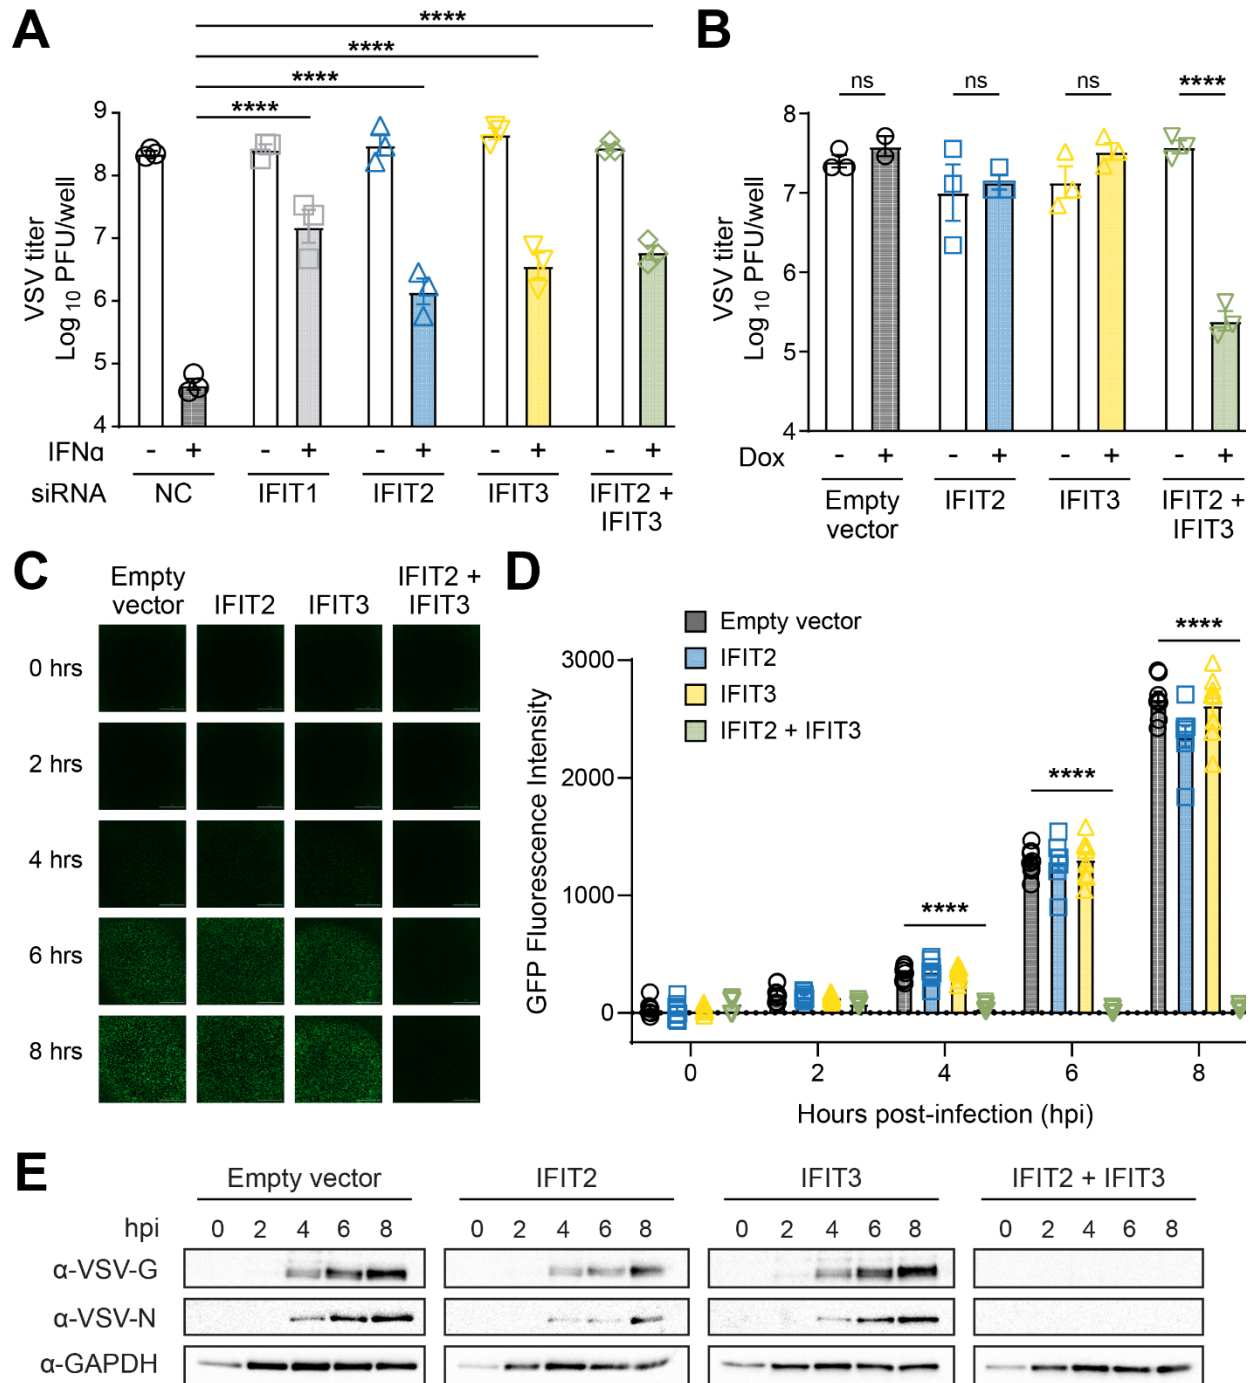 A
****
****
****
****
VSV titer
Log10 PFU/well
9
8
7
6
5
4
IFNα - + - + - + - + - +
siRNA NC IFIT1 IFIT2 IFIT3 IFIT2 + IFIT3
B
ns ns ns ****
VSV titer
Log10 PFU/well
8
7
6
5
4
Dox - + - + - + - +
Empty vector IFIT2 IFIT3 IFIT2 + IFIT3
C
Empty vector IFIT2 IFIT3 IFIT2 + IFIT3
0 hrs
2 hrs
4 hrs
6 hrs
8 hrs
D
Empty vector
IFIT2
IFIT3
IFIT2 + IFIT3
GFP Fluorescence Intensity
3000
2000
1000
0
****
****
****
0 2 4 6 8
Hours post-infection (hpi)
E
Empty vector IFIT2 IFIT3 IFIT2 + IFIT3
hpi 0 2 4 6 8 0 2 4 6 8 0 2 4 6 8 0 2 4 6 8
α-VSV-G
α-VSV-N
α-GAPDH